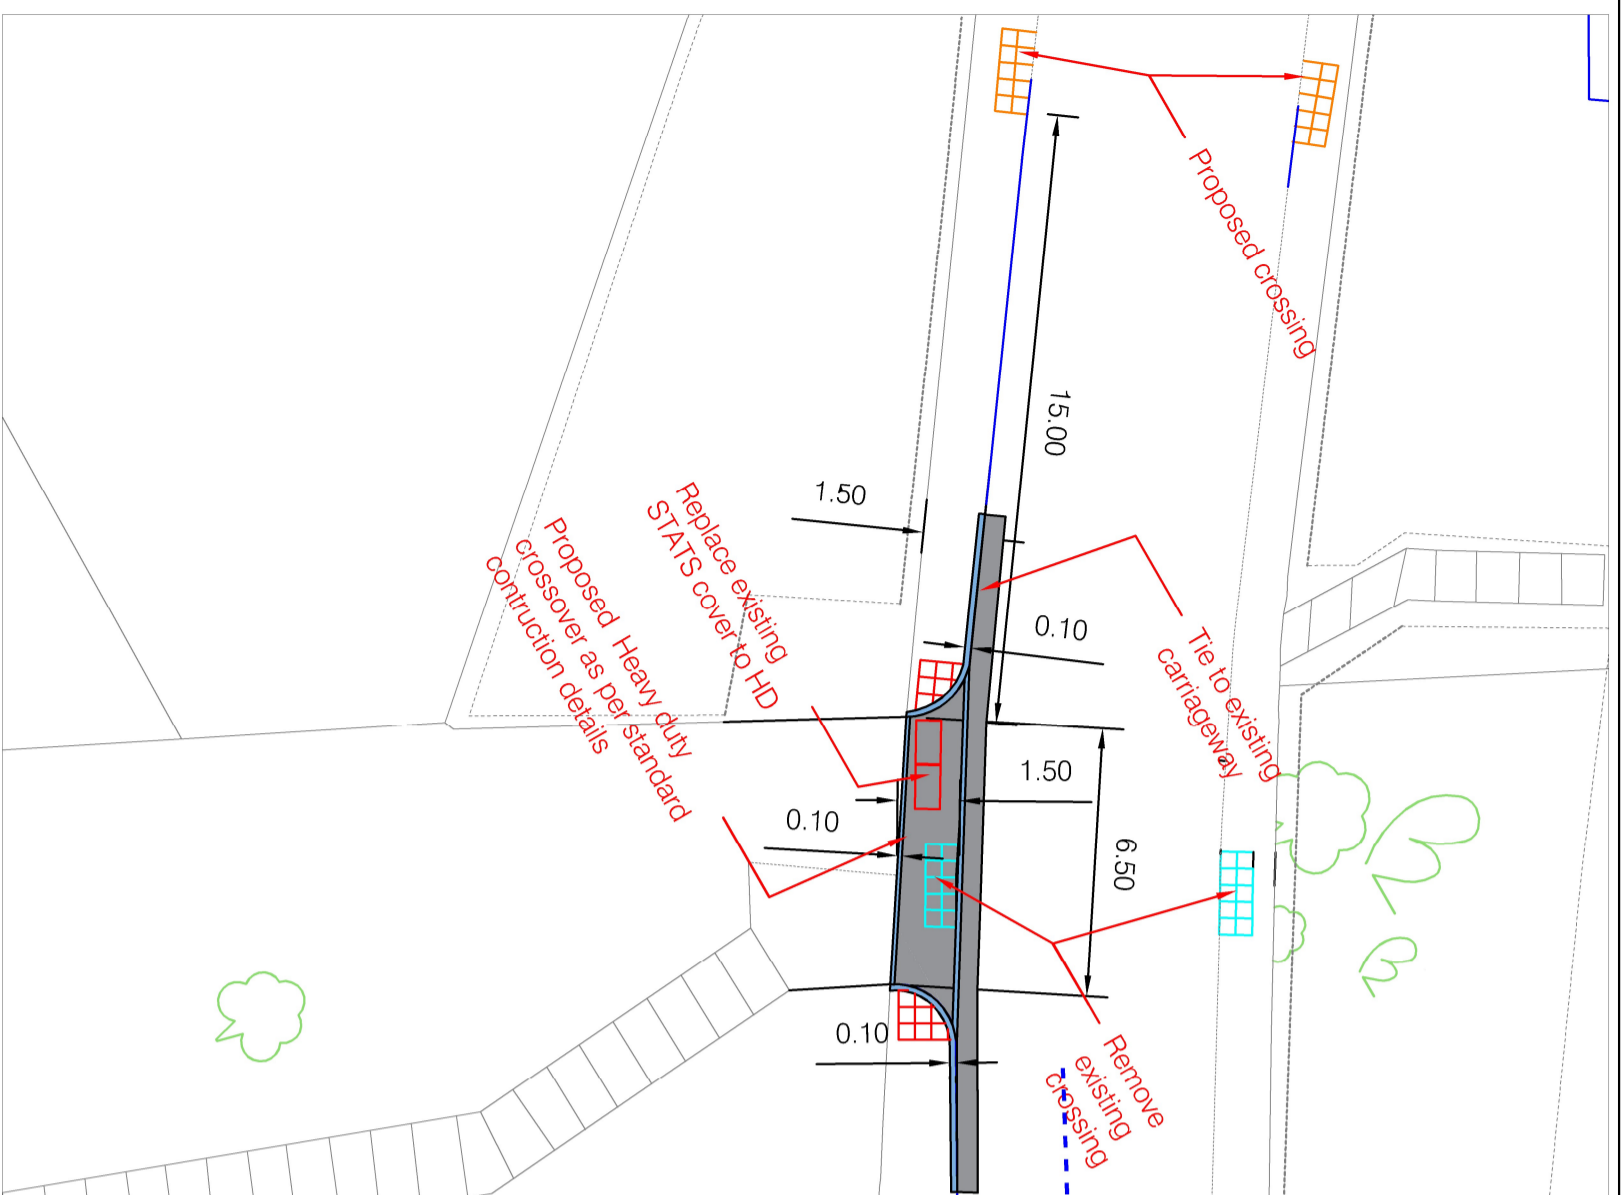 Proposed crossing
15.00
1.50
Replace existing
STATS cover to HD
Proposed Heavy duty
crossover as per standard
contruction details
0.10
Tie to existing
carriageway
1.50
0.10
6.50
0.10
Remove
existing
crossing